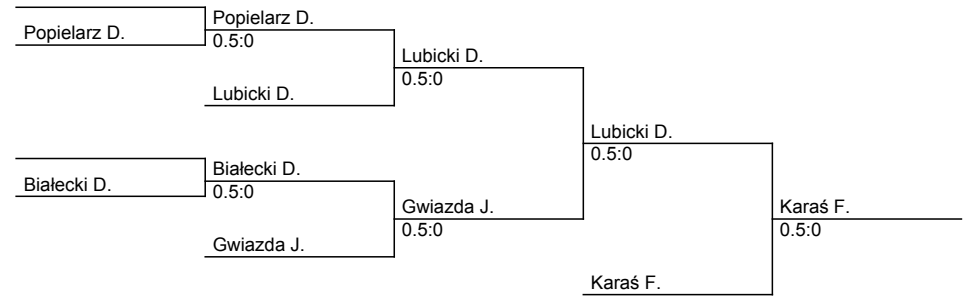 Popielarz D.
Popielarz D.
0.5:0
Lubicki D.
Lubicki D.
0.5:0
Białecki D.
Białecki D.
0.5:0
Gwiazda J.
Gwiazda J.
0.5:0
Lubicki D.
0.5:0
Karaś F.
Karaś F.
0.5:0